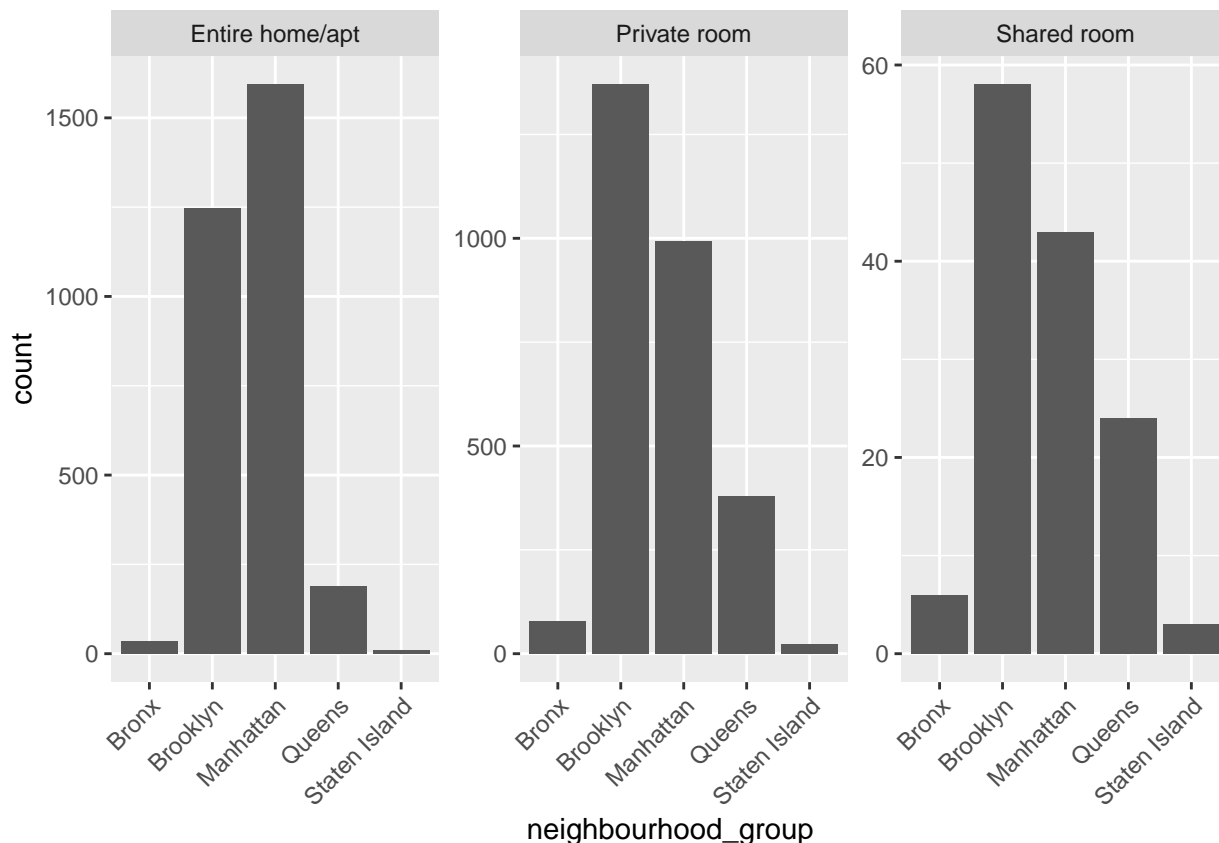 Entire home/apt
Private room
Shared room
count
1500
1000
500
0
1000
500
0
60
40
20
0
Bronx
Brooklyn
Manhattan
Queens
Staten Island
Bronx
Brooklyn
Manhattan
Queens
Staten Island
Bronx
Brooklyn
Manhattan
Queens
Staten Island
neighbourhood_group